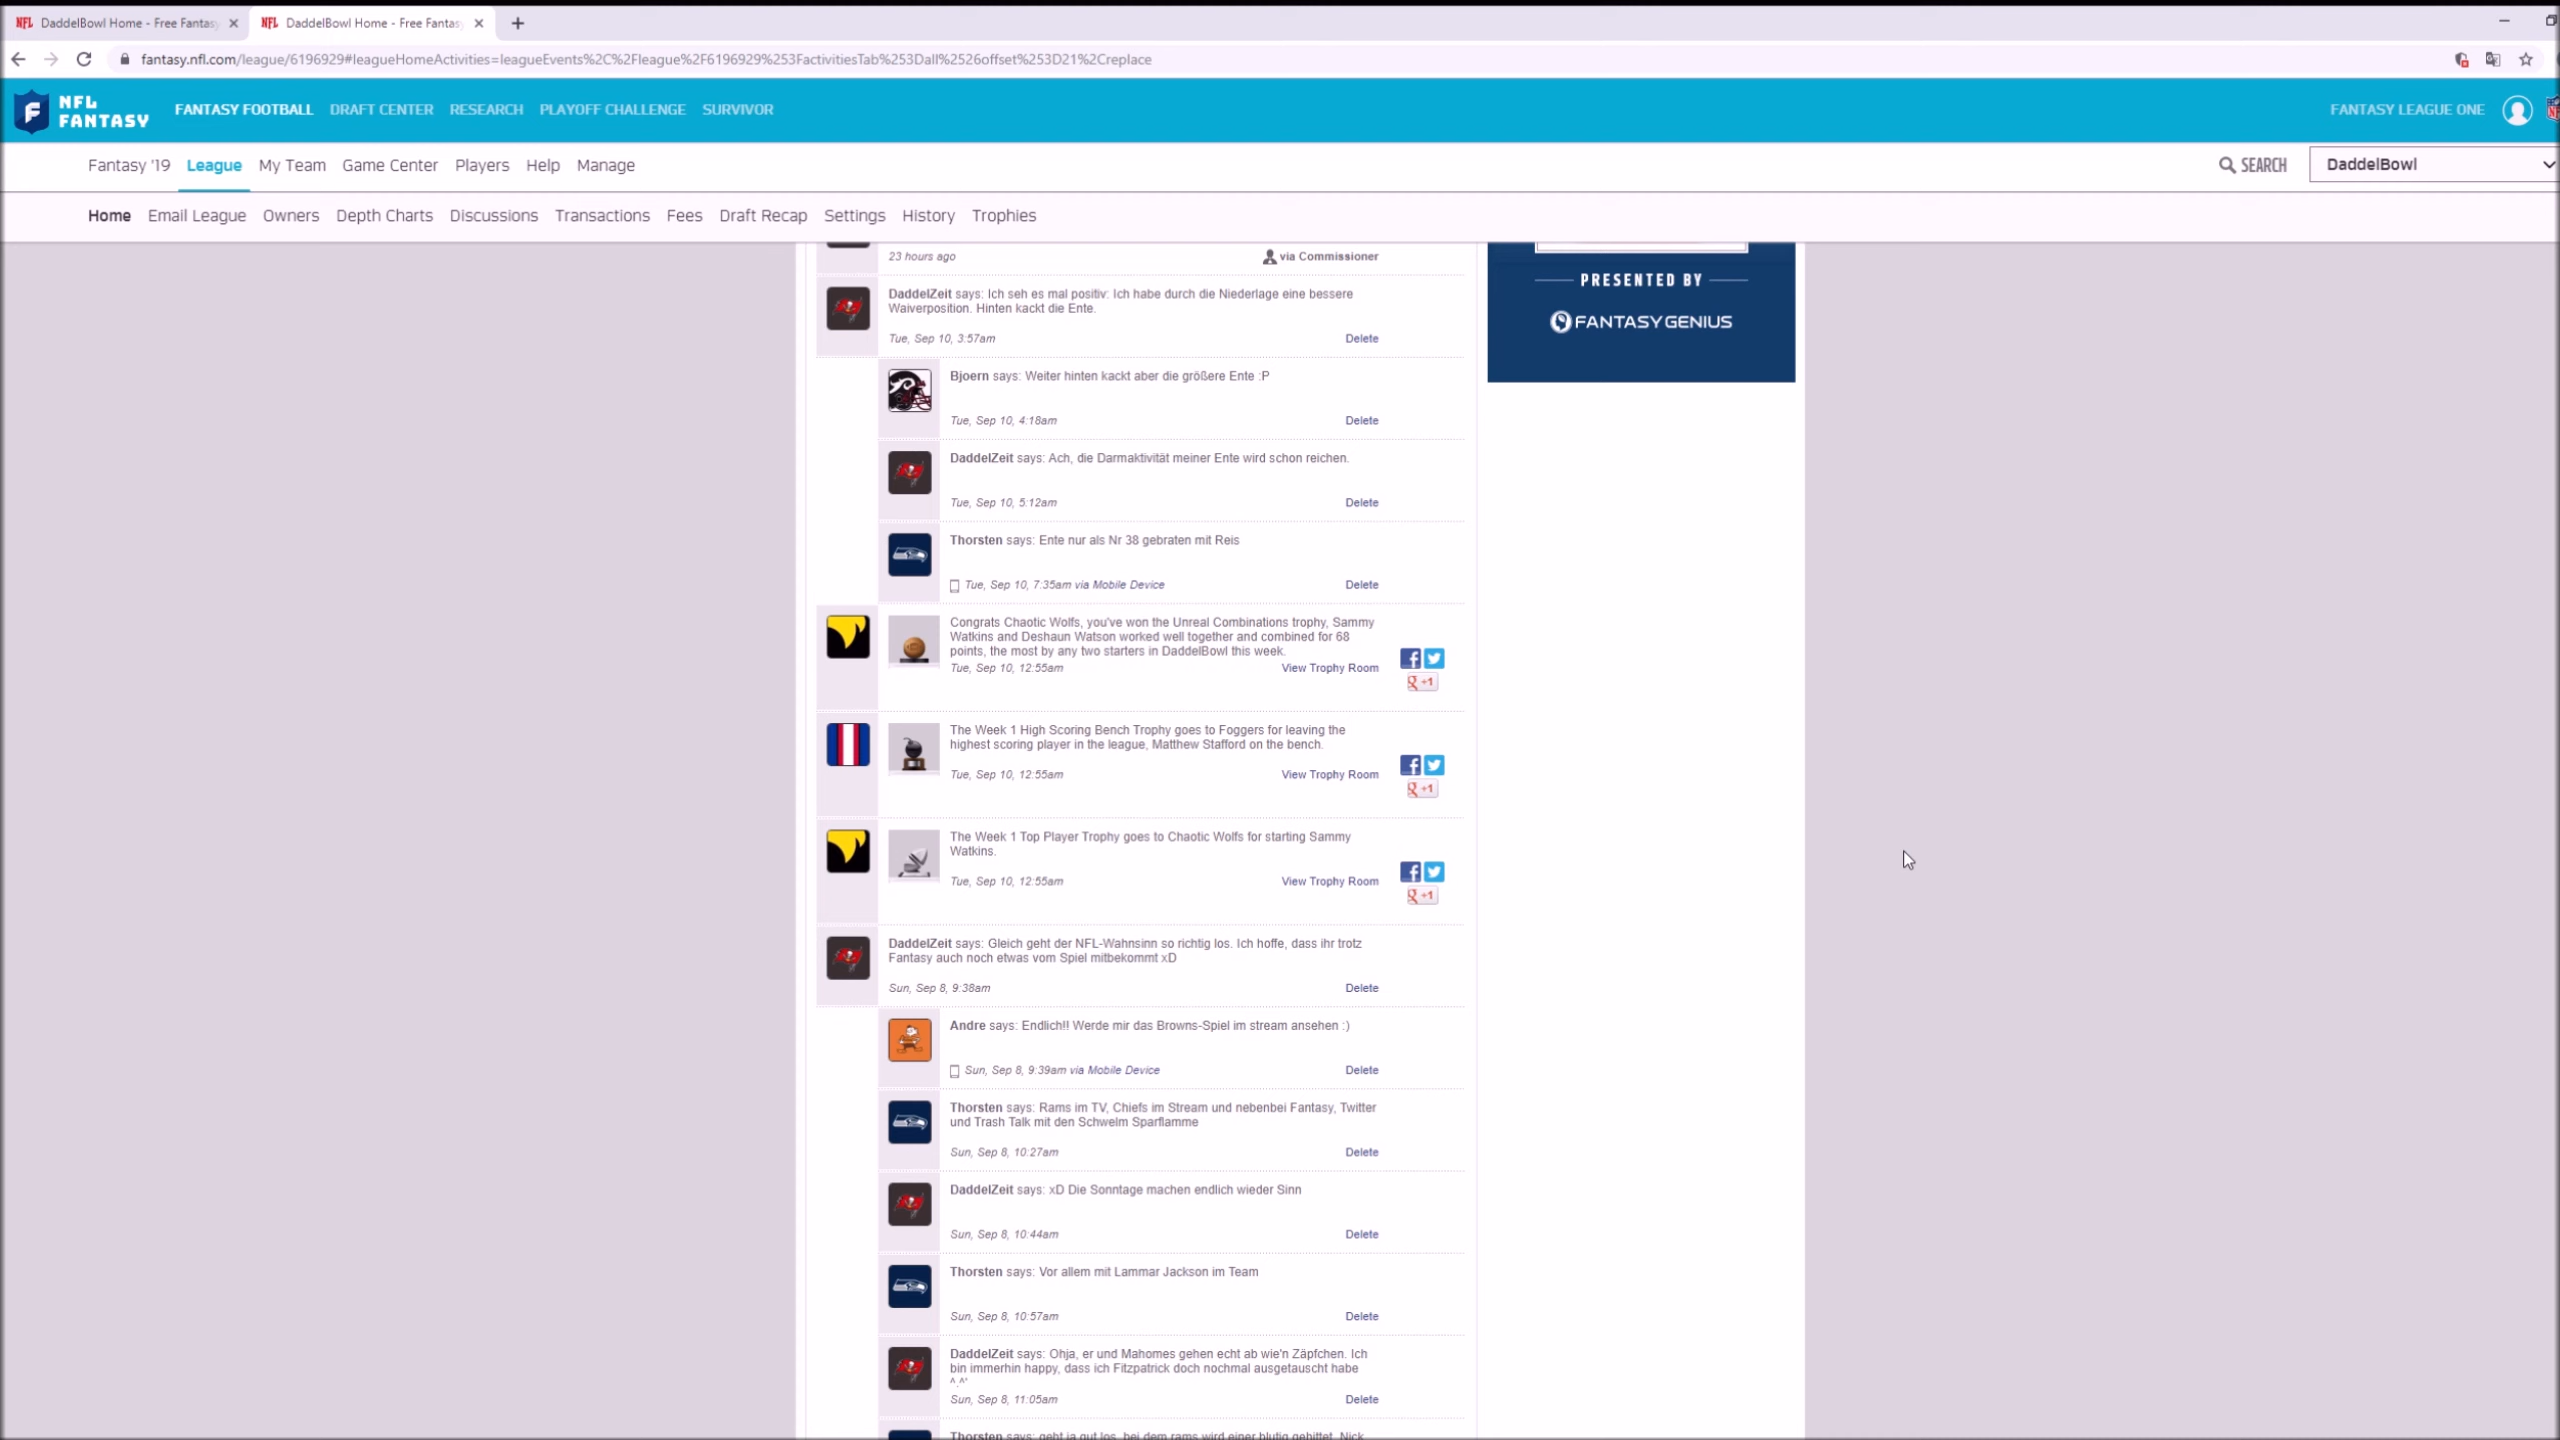 DaddelBowl Home - Free Fantasy
DaddelBowl Home - Free Fantas
fantasy.nfl.com/league/6196929#leagueHomeActivities=leagueEvents%2C%2Fleague%2F6196929%253FactivitiesTab%253Dall%2526offset%253D21%2Creplace
NFL FANTASY
FANTASY FOOTBALL DRAFT CENTER RESEARCH PLAYOFF CHALLENGE SURVIVOR
FANTASY LEAGUE ONE
Fantasy '19 League My Team Game Center Players Help Manage
SEARCH
DaddelBowl
Home Email League Owners Depth Charts Discussions Transactions Fees Draft Recap Settings History Trophies
23 hours ago via Commissioner
PRESENTED BY
FANTASYGENIUS
DaddelZeit says: Ich seh es mal positiv: Ich habe durch die Niederlage eine bessere
Waiverposition. Hinten kackt die Ente.
Tue, Sep 10, 3:57am Delete
Bjoern says: Weiter hinten kackt aber die größere Ente :P
Tue, Sep 10, 4:18am Delete
DaddelZeit says: Ach, die Darmaktivität meiner Ente wird schon reichen.
Tue, Sep 10, 5:12am Delete
Thorsten says: Ente nur als Nr 38 gebraten mit Reis
Tue, Sep 10, 7:35am via Mobile Device Delete
Congrats Chaotic Wolfs, you've won the Unreal Combinations trophy, Sammy
Watkins and Deshaun Watson worked well together and combined for 68
points, the most by any two starters in DaddelBowl this week.
Tue, Sep 10, 12:55am View Trophy Room
+1
The Week 1 High Scoring Bench Trophy goes to Foggers for leaving the
highest scoring player in the league, Matthew Stafford on the bench.
Tue, Sep 10, 12:55am View Trophy Room
+1
The Week 1 Top Player Trophy goes to Chaotic Wolfs for starting Sammy
Watkins.
Tue, Sep 10, 12:55am View Trophy Room
+1
DaddelZeit says: Gleich geht der NFL-Wahnsinn so richtig los. Ich hoffe, dass ihr trotz
Fantasy auch noch etwas vom Spiel mitbekommt xD
Sun, Sep 8, 9:38am Delete
Andre says: Endlich!! Werde mir das Browns-Spiel im stream ansehen :)
Sun, Sep 8, 9:39am via Mobile Device Delete
Thorsten says: Rams im TV, Chiefs im Stream und nebenbei Fantasy, Twitter
und Trash Talk mit den Schwelm Sparflamme
Sun, Sep 8, 10:27am Delete
DaddelZeit says: xD Die Sonntage machen endlich wieder Sinn
Sun, Sep 8, 10:44am Delete
Thorsten says: Vor allem mit Lammar Jackson im Team
Sun, Sep 8, 10:57am Delete
DaddelZeit says: Ohja, er und Mahomes gehen echt ab wie'n Zäpfchen. Ich
bin immerhin happy, dass ich Fitzpatrick doch nochmal ausgetauscht habe
^.^'
Sun, Sep 8, 11:05am Delete
Thorsten says: geht ja gut los, bei dem rams wird einer blutig gebittet. Nick